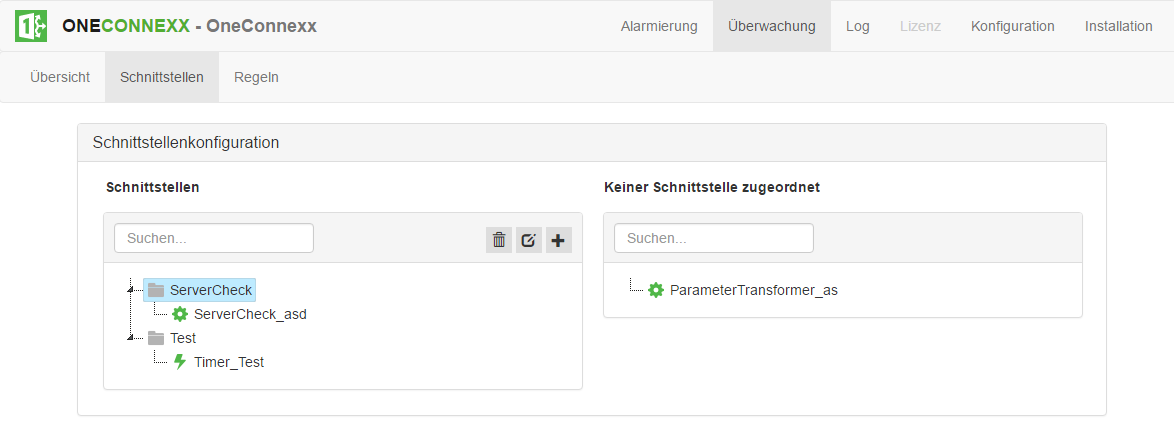 ONECONNEXX - OneConnexx
Alarmierung Überwachung Log Lizenz Konfiguration Installation
Übersicht Schnittstellen Regeln
Schnittstellenkonfiguration
Schnittstellen
Suchen...
ServerCheck
ServerCheck_asd
Test
Timer_Test
Keiner Schnittstelle zugeordnet
Suchen...
ParameterTransformer_as